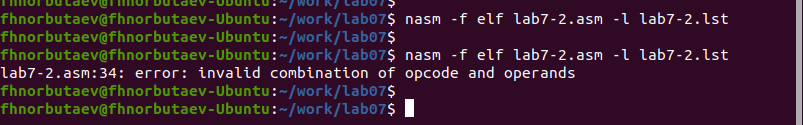 fhnorbutaev@fhnorbutaev-Ubuntu:~/work/lab07$ nasm -f elf lab7-2.asm -l lab7-2.lst
fhnorbutaev@fhnorbutaev-Ubuntu:~/work/lab07$
fhnorbutaev@fhnorbutaev-Ubuntu:~/work/lab07$ nasm -f elf lab7-2.asm -l lab7-2.lst
lab7-2.asm:34: error: invalid combination of opcode and operands
fhnorbutaev@fhnorbutaev-Ubuntu:~/work/lab07$
fhnorbutaev@fhnorbutaev-Ubuntu:~/work/lab07$